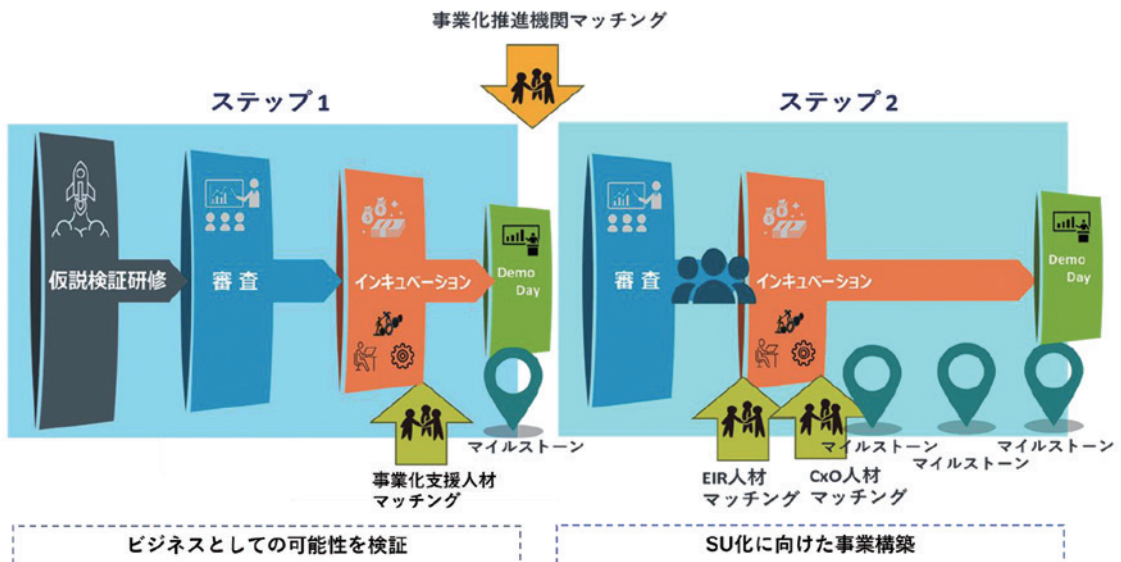 事業化推進機関マッチング
ステップ 1
ステップ 2
仮説検証研修
審 査
インキュベーション
Demo
Day
審 査
インキュベーション
Demo
Day
マイルストーン
マイルストーン
マイルストーン
マイルストーン
事業化支援人材
マッチング
EIR人材
マッチング
CxO人材
マッチング
ビジネスとしての可能性を検証
SU化に向けた事業構築